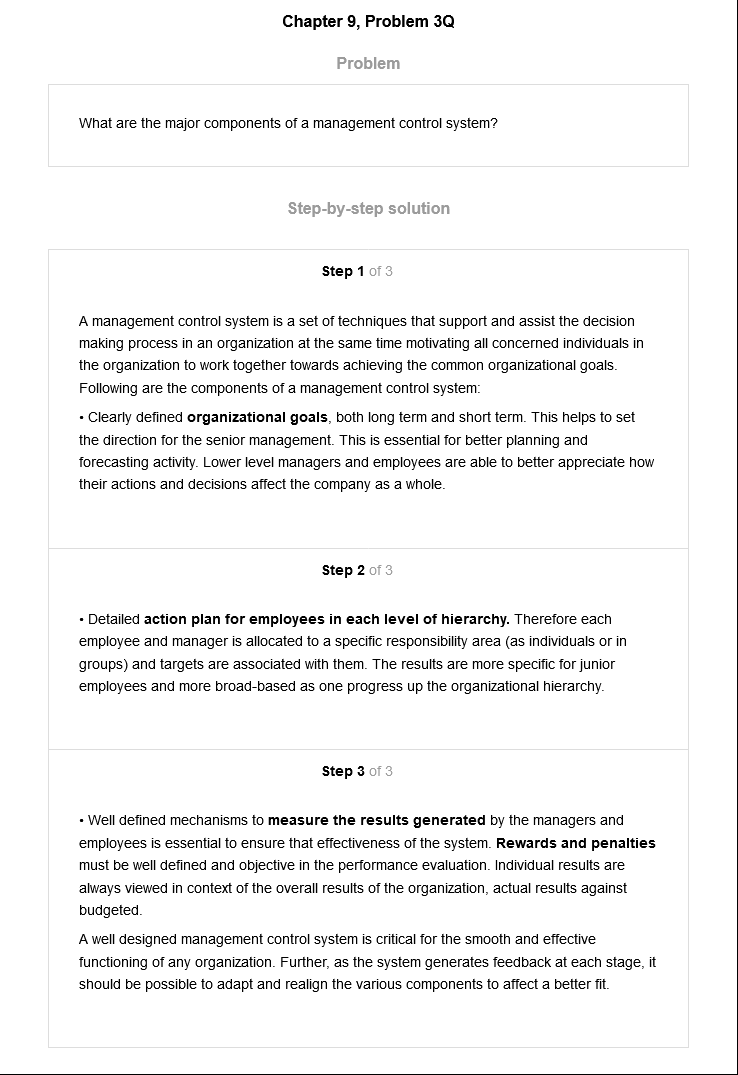 Chapter 9, Problem 3Q
Problem
What are the major components of a management control system?
Step-by-step solution
Step 1 of 3
A management control system is a set of techniques that support and assist the decision
making process in an organization at the same time motivating all concerned individuals in
the organization to work together towards achieving the common organizational goals.
Following are the components of a management control system:
• Clearly defined organizational goals, both long term and short term. This helps to set
the direction for the senior management. This is essential for better planning and
forecasting activity. Lower level managers and employees are able to better appreciate how
their actions and decisions affect the company as a whole.
Step 2 of 3
• Detailed action plan for employees in each level of hierarchy. Therefore each
employee and manager is allocated to a specific responsibility area (as individuals or in
groups) and targets are associated with them. The results are more specific for junior
employees and more broad-based as one progress up the organizational hierarchy.
Step 3 of 3
• Well defined mechanisms to measure the results generated by the managers and
employees is essential to ensure that effectiveness of the system. Rewards and penalties
must be well defined and objective in the performance evaluation. Individual results are
always viewed in context of the overall results of the organization, actual results against
budgeted.
A well designed management control system is critical for the smooth and effective
functioning of any organization. Further, as the system generates feedback at each stage, it
should be possible to adapt and realign the various components to affect a better fit.